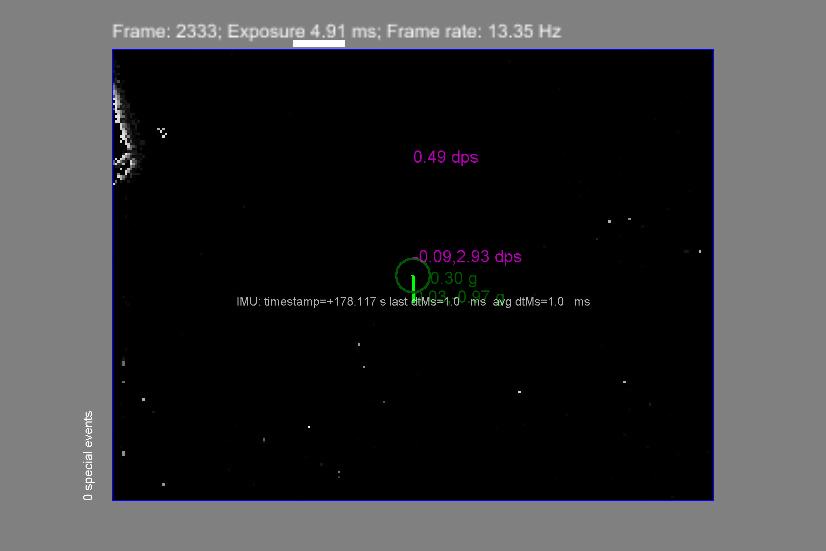 Frame: 2333; Exposure 4.91 ms; Frame rate: 13.35 Hz
0.49 dps
-0.09,2.93 dps
0.30 g
IMU: timestamp=+178.117 s last dtMs=1.0 ms avg dtMs=1.0 ms
0 special events